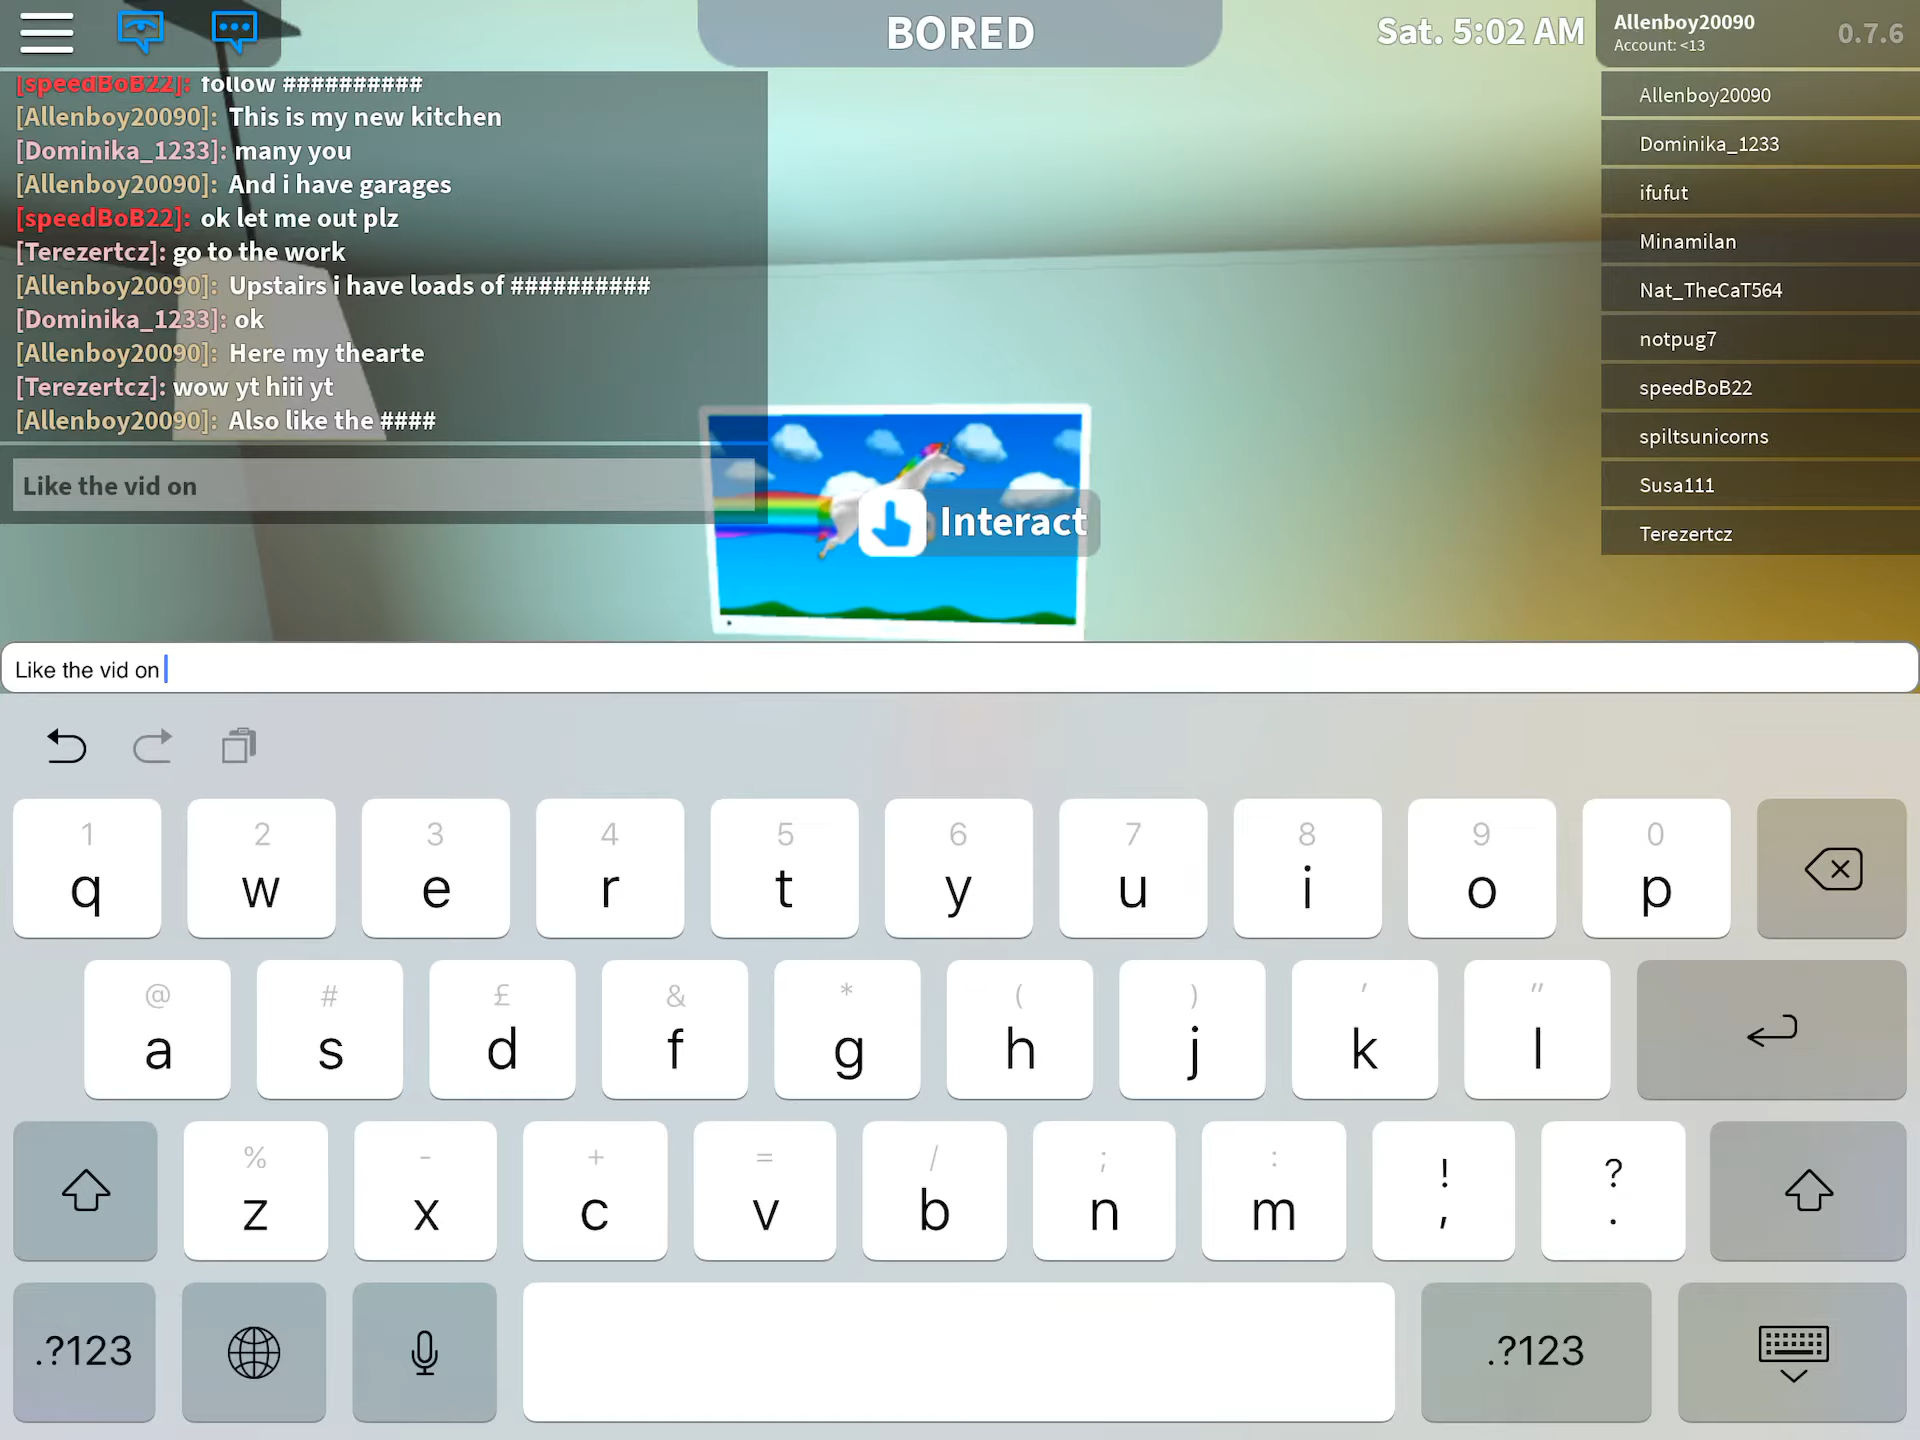 BORED
Sat. 5:02 AM
Allenboy20090
Account: <13
0.7.6
[speedBoB22]: follow ##########
[Allenboy20090]: This is my new kitchen
[Dominika_1233]: many you
[Allenboy20090]: And i have garages
[speedBoB22]: ok let me out plz
[Terezertcz]: go to the work
[Allenboy20090]: Upstairs i have loads of ##########
[Dominika_1233]: ok
[Allenboy20090]: Here my thearte
[Terezertcz]: wow yt hiii yt
[Allenboy20090]: Also like the ####
Like the vid on
Allenboy20090
Dominika_1233
ifufut
Minamilan
Nat_TheCaT564
notpug7
speedBoB22
spiltsunicorns
Susa111
Terezertcz
Interact
Like the vid on
1 2 3 4 5 6 7 8 9 0
q w e r t y u i o p
@ # £ & * ( ) ' "
a s d f g h j k l
% - + = / ; : ! ?
z x c v b n m , .
.?123 .?123